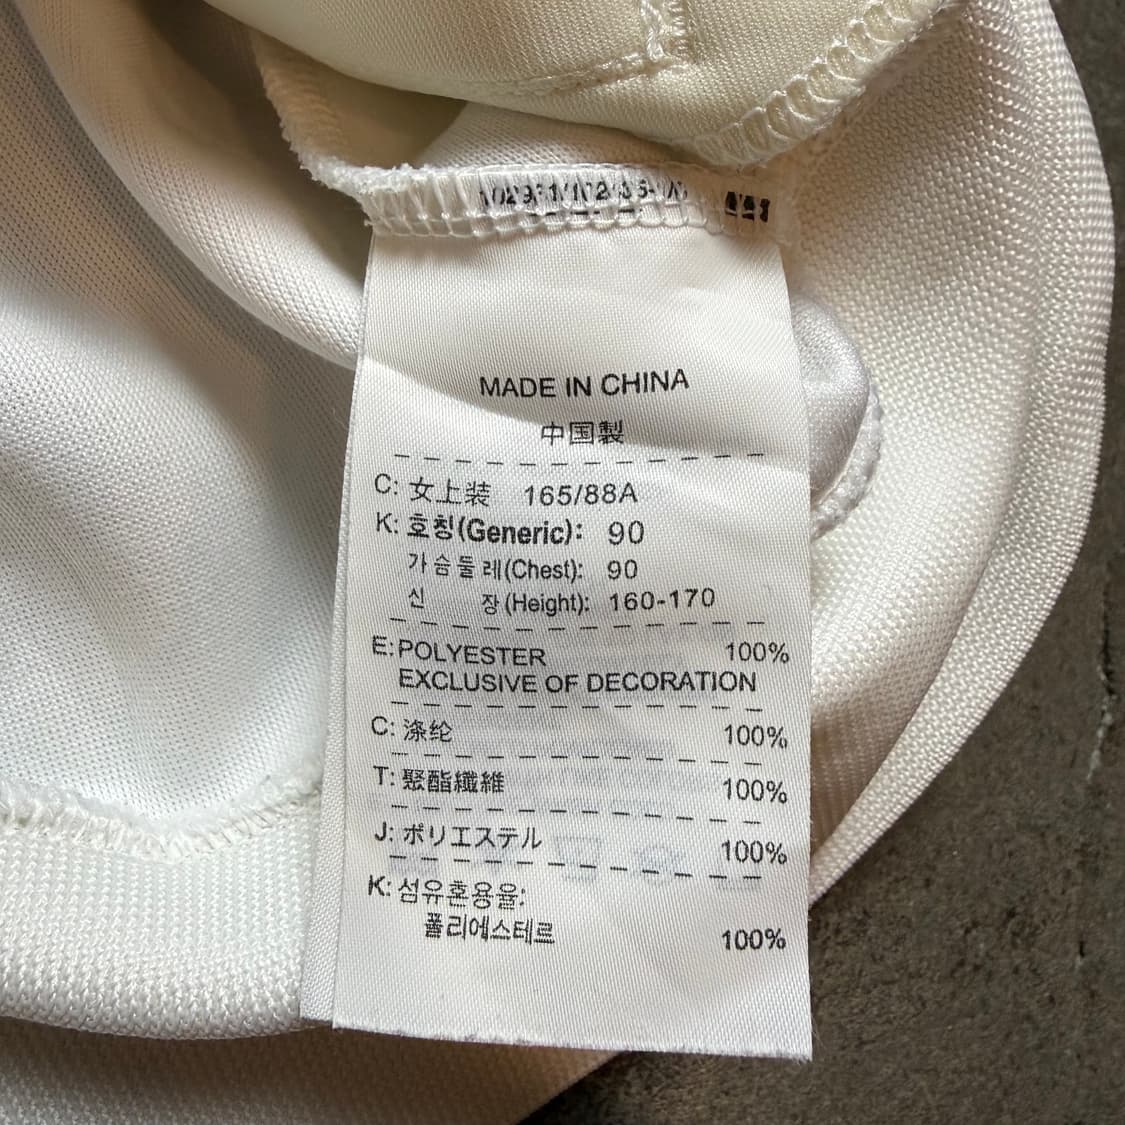 MADE IN CHINA
中国製
C: 女上装 165/88A
K: 호칭(Generic): 90
가슴둘레(Chest): 90
신 장(Height): 160-170
E: POLYESTER 100%
EXCLUSIVE OF DECORATION
C: 涤纶 100%
T: 聚酯纖維 100%
J: ポリエステル 100%
K: 섬유혼용율:
폴리에스테르 100%